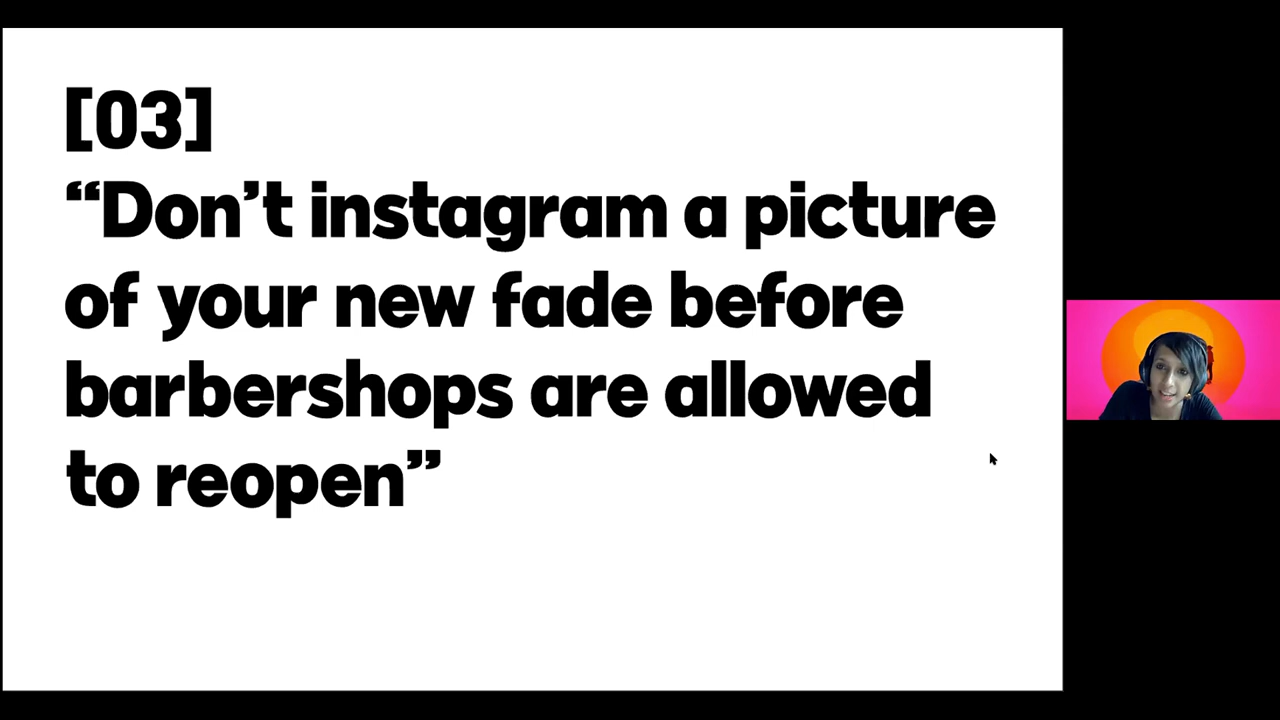 [03]
“Don’t instagram a picture
of your new fade before
barbershops are allowed
to reopen”